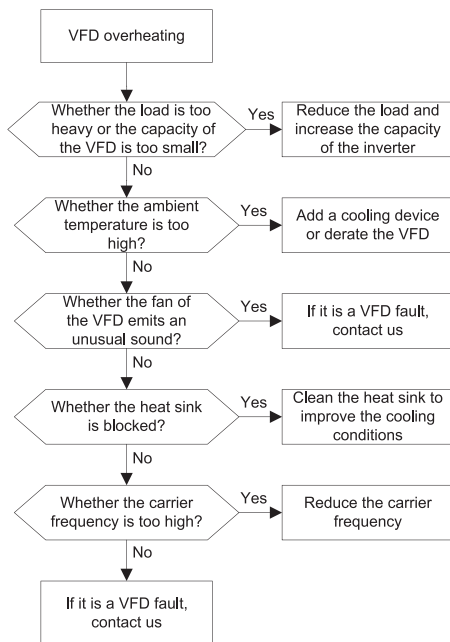 VFD overheating
Whether the load is too
heavy or the capacity of
the VFD is too small?
Yes
Reduce the load and
increase the capacity
of the inverter
No
Whether the ambient
temperature is too
high?
Yes
Add a cooling device
or derate the VFD
No
Whether the fan of
the VFD emits an
unusual sound?
Yes
If it is a VFD fault,
contact us
No
Whether the heat sink
is blocked?
Yes
Clean the heat sink to
improve the cooling
conditions
No
Whether the carrier
frequency is too high?
Yes
Reduce the carrier
frequency
No
If it is a VFD fault,
contact us